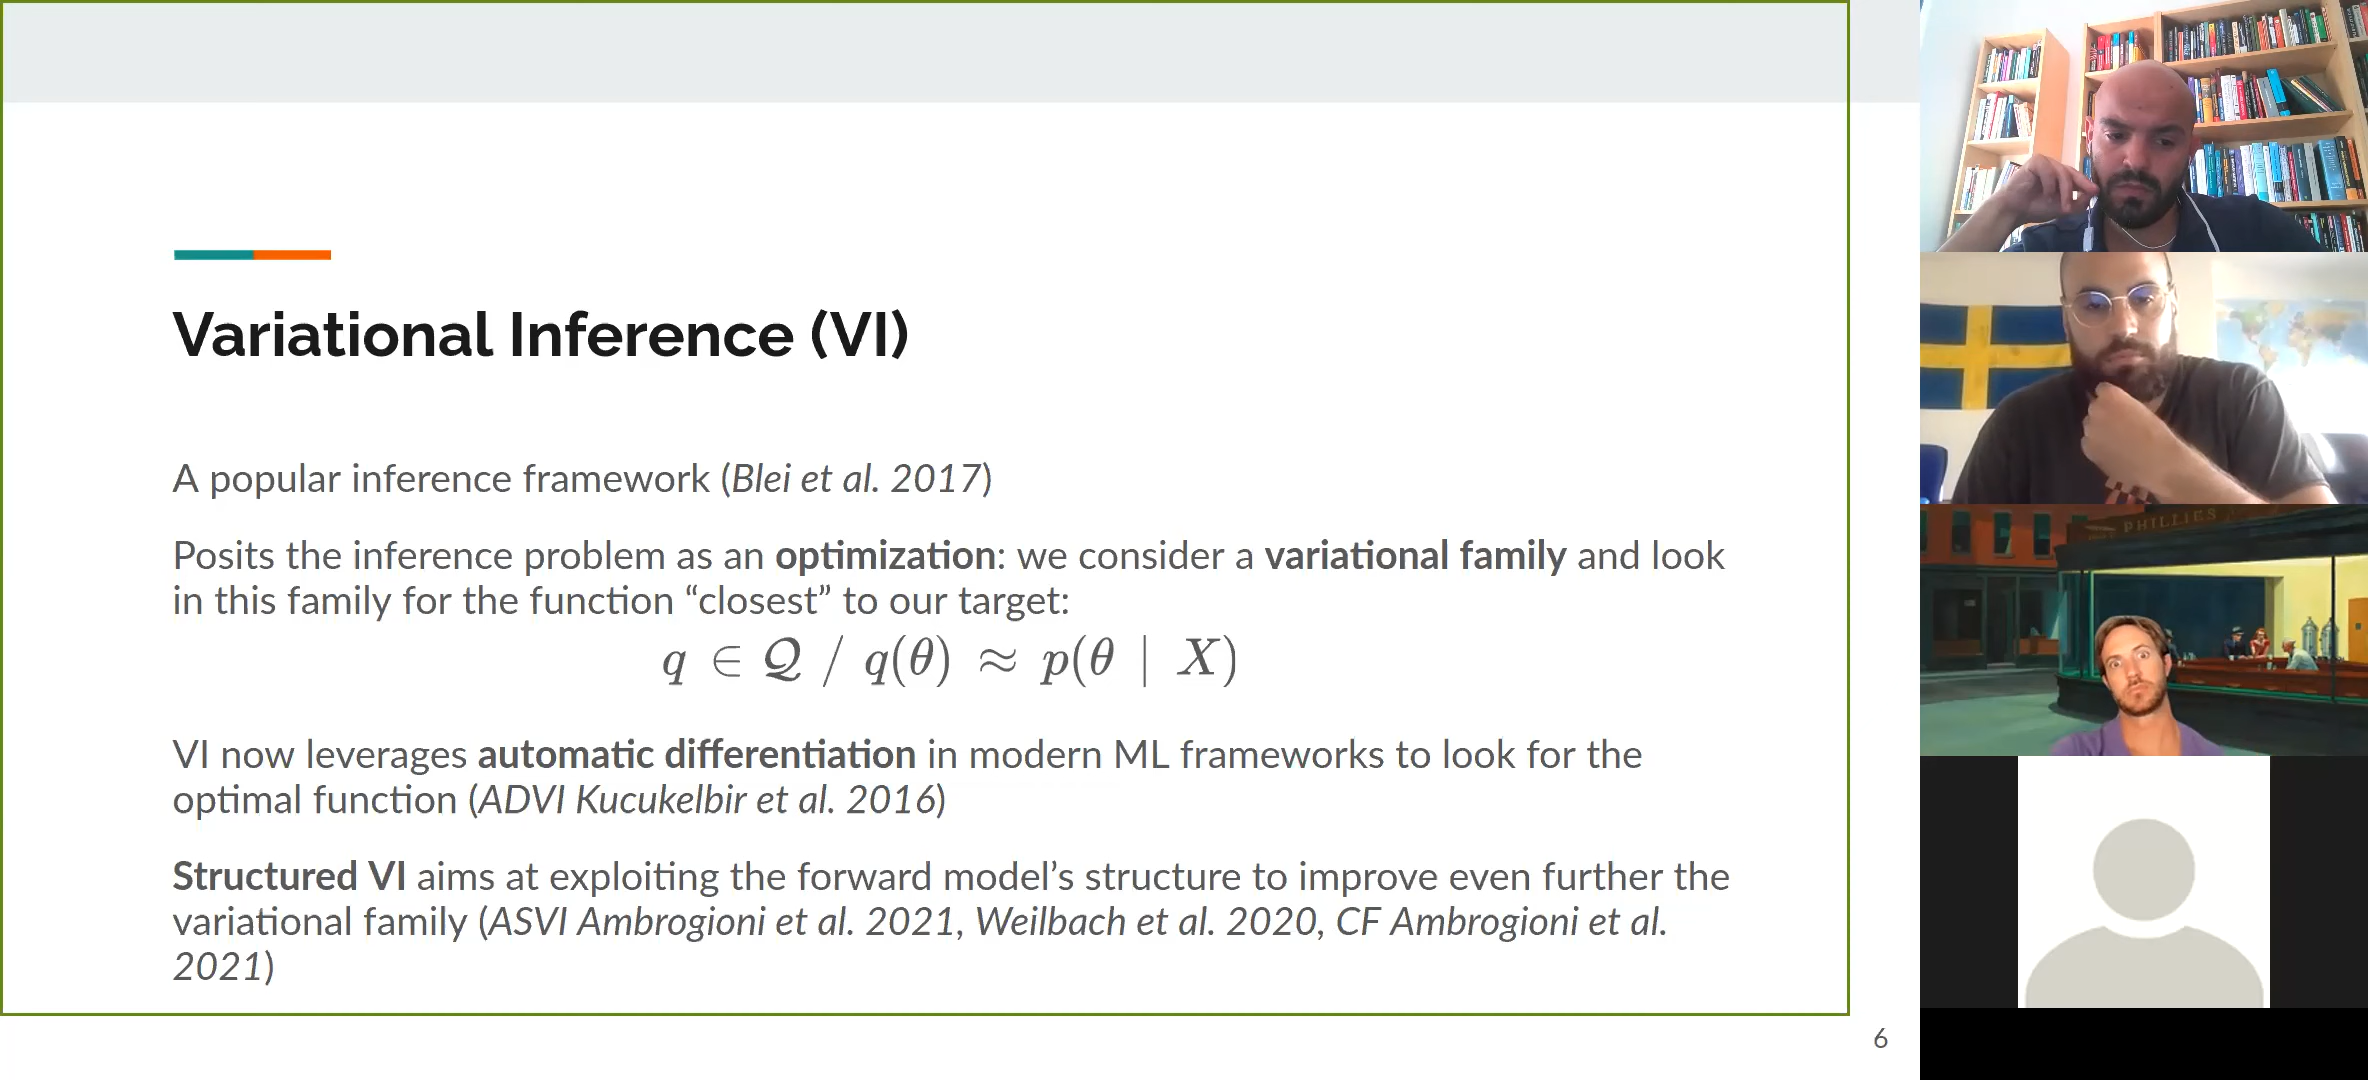 Variational Inference (VI)
A popular inference framework (Blei et al. 2017)
Posits the inference problem as an optimization: we consider a variational family and look
in this family for the function “closest” to our target:
q ∈ 𝒬 / q(θ) ≈ p(θ | X)
VI now leverages automatic differentiation in modern ML frameworks to look for the
optimal function (ADVI Kucukelbir et al. 2016)
Structured VI aims at exploiting the forward model’s structure to improve even further the
variational family (ASVI Ambrogioni et al. 2021, Weilbach et al. 2020, CF Ambrogioni et al.
2021)
6
PHILLIES